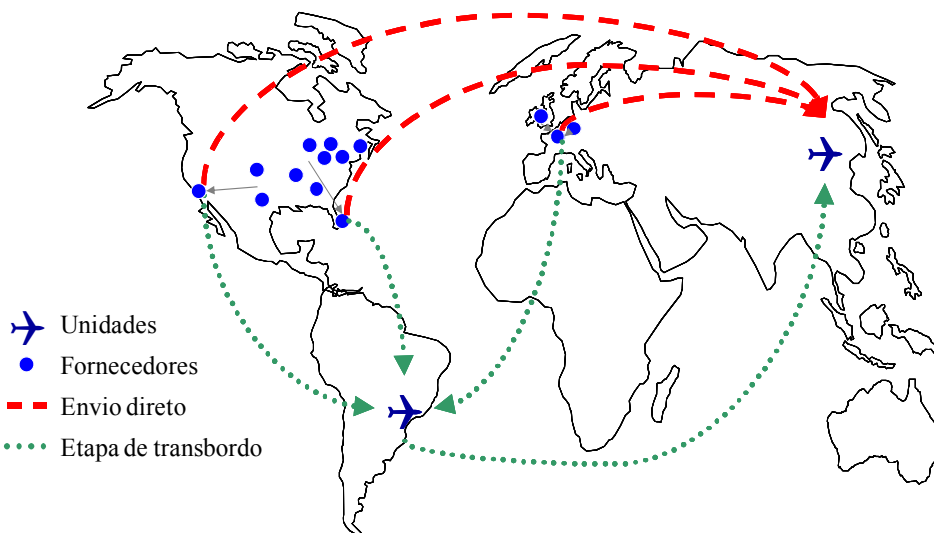 Unidades
Fornecedores
Envio direto
Etapa de transbordo